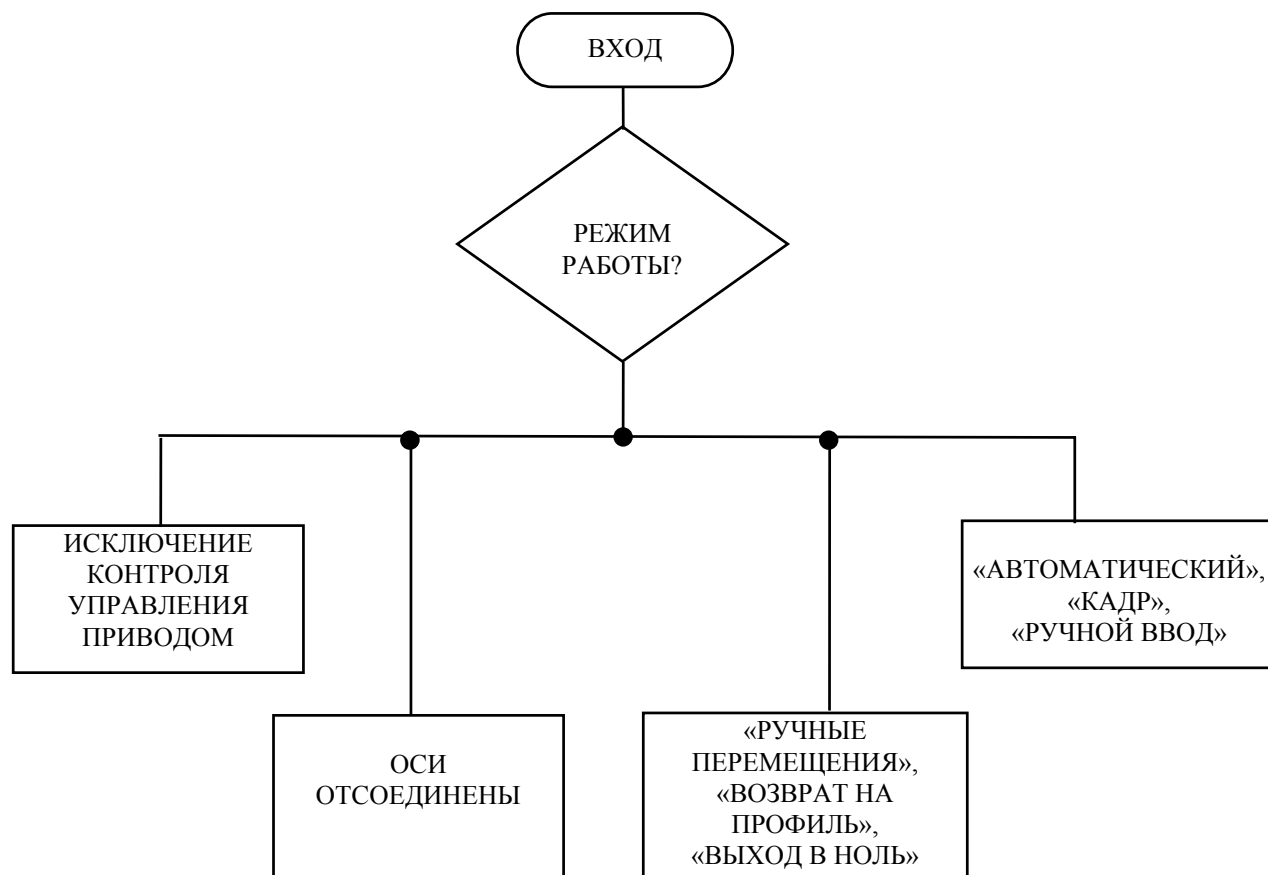 ВХОД
РЕЖИМ
РАБОТЫ?
ИСКЛЮЧЕНИЕ
КОНТРОЛЯ
УПРАВЛЕНИЯ
ПРИВОДОМ
ОСИ
ОТСОЕДИНЕНЫ
«РУЧНЫЕ
ПЕРЕМЕЩЕНИЯ»,
«ВОЗВРАТ НА
ПРОФИЛЬ»,
«ВЫХОД В НОЛЬ»
«АВТОМАТИЧЕСКИЙ»,
«КАДР»,
«РУЧНОЙ ВВОД»